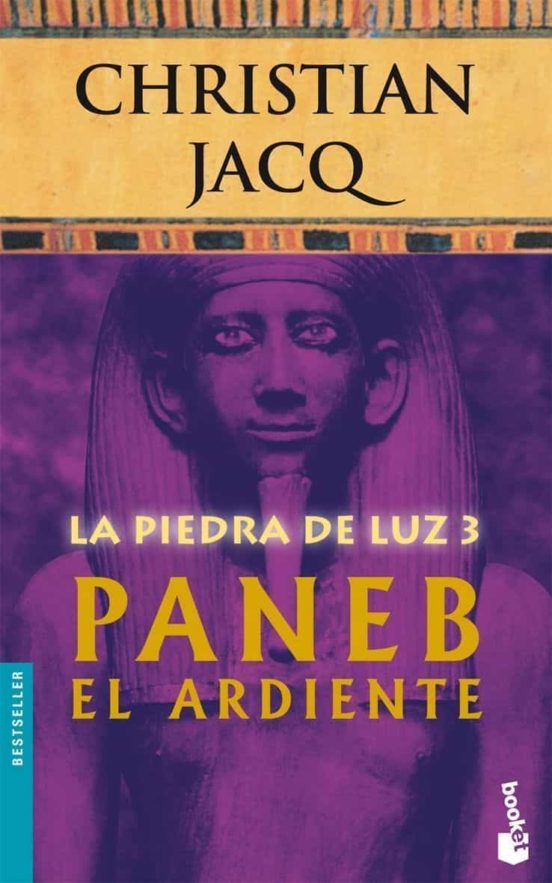 CHRISTIAN
JACQ
LA PIEDRA DE LUZ 3
PANEB
EL ARDIENTE
BESTSELLER
booket